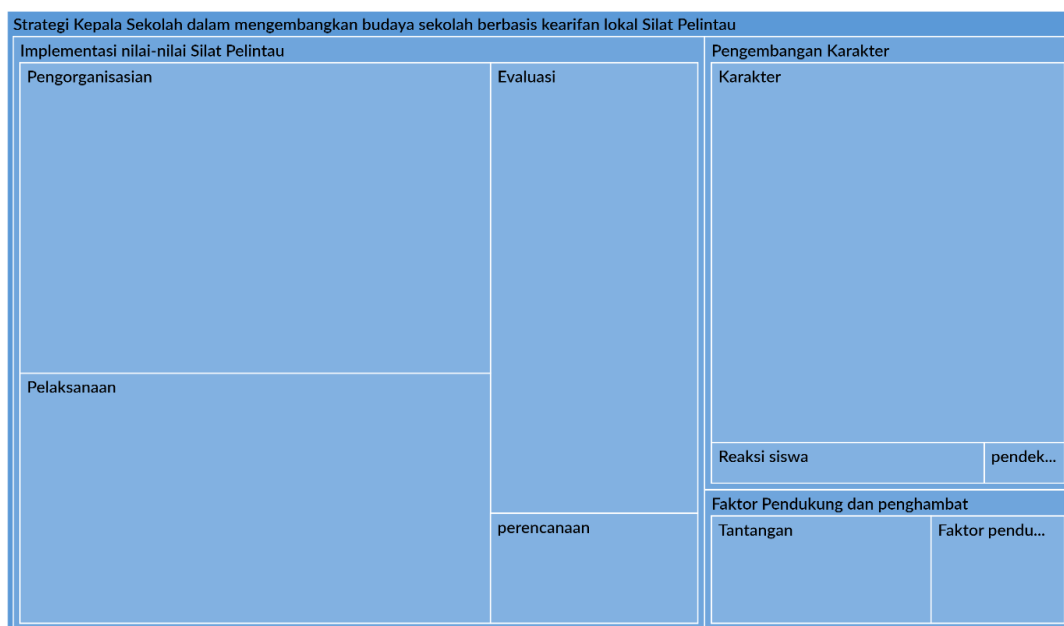 Strategi Kepala Sekolah dalam mengembangkan budaya sekolah berbasis kearifan lokal Silat Pelintau
Implementasi nilai-nilai Silat Pelintau
Pengorganisasian
Evaluasi
Pelaksanaan
perencanaan
Pengembangan Karakter
Karakter
Reaksi siswa
pendek...
Faktor Pendukung dan penghambat
Tantangan
Faktor pendu...